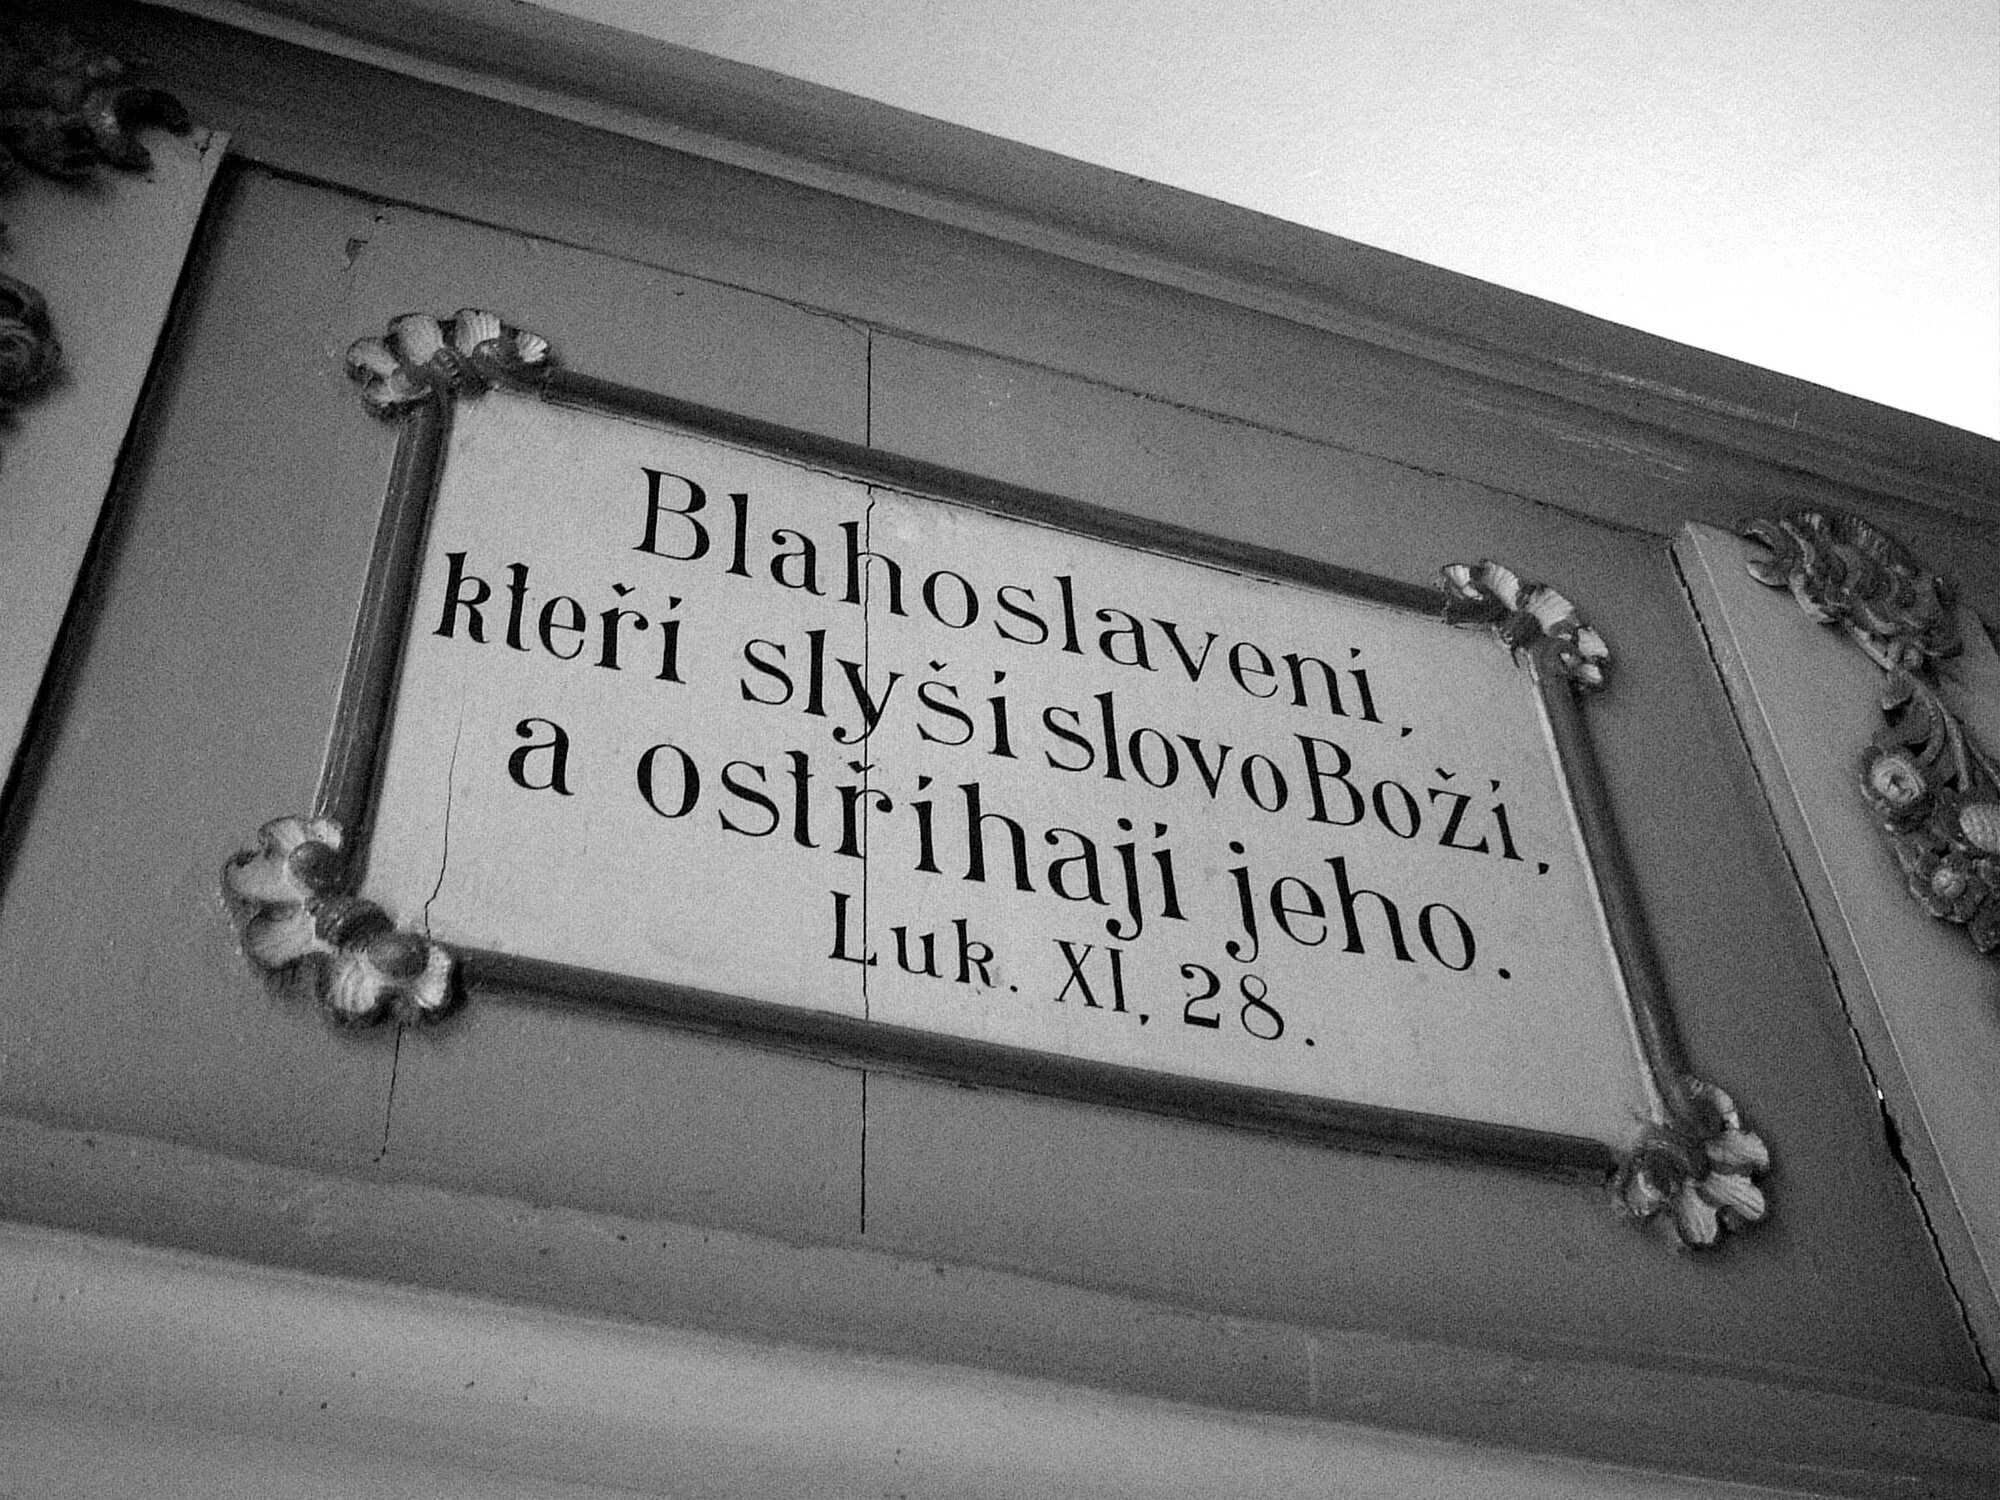 Blahoslaveni,
kteři slyši slovo Boži,
a ostřihaji jeho.
Luk. XI, 28.